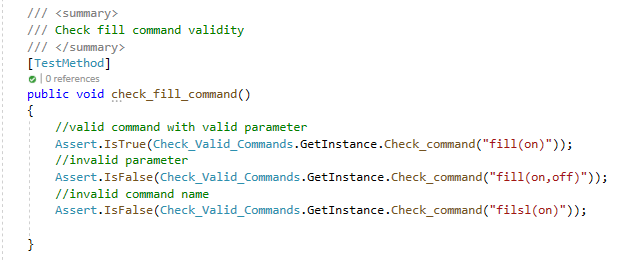 /// <summary>
/// Check fill command validity
/// </summary>
[TestMethod]
| 0 references
public void check_fill_command()
{
//valid command with valid parameter
Assert.IsTrue(Check_Valid_Commands.GetInstance.Check_command("fill(on)"));
//invalid parameter
Assert.IsFalse(Check_Valid_Commands.GetInstance.Check_command("fill(on,off)"));
//invalid command name
Assert.IsFalse(Check_Valid_Commands.GetInstance.Check_command("filsl(on)"));
}